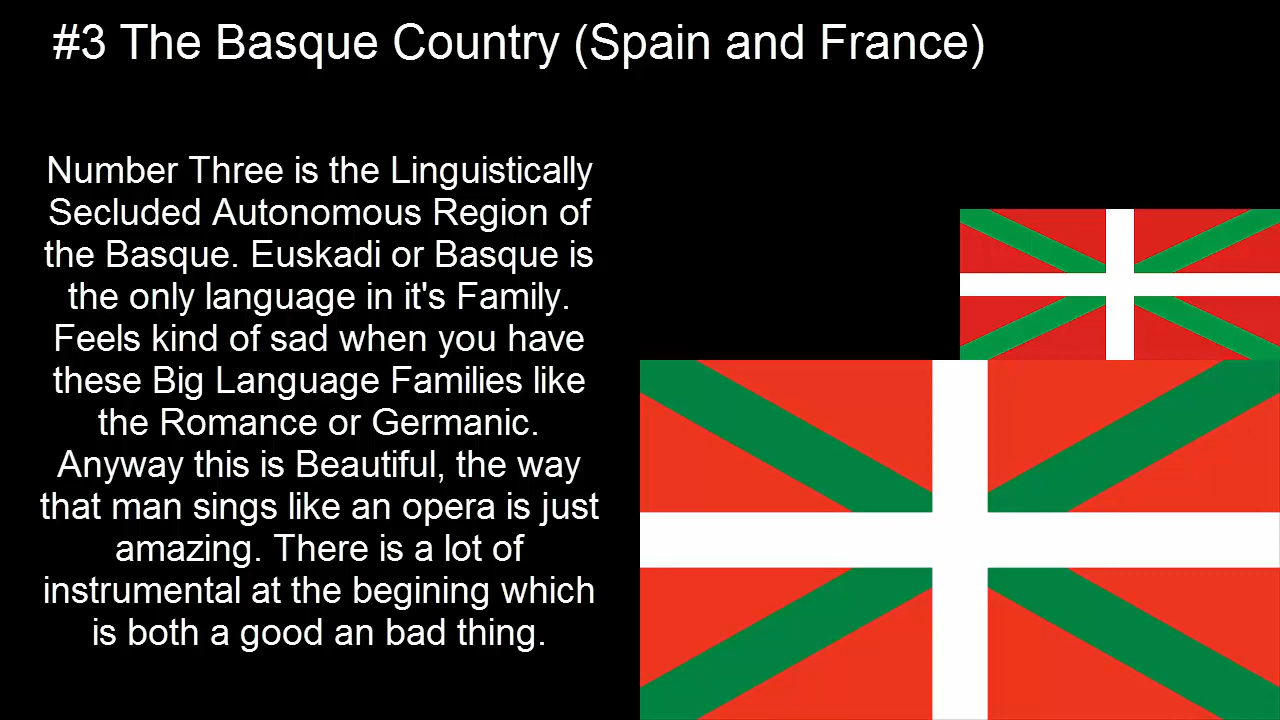 #3 The Basque Country (Spain and France)
Number Three is the Linguistically
Secluded Autonomous Region of
the Basque. Euskadi or Basque is
the only language in it's Family.
Feels kind of sad when you have
these Big Language Families like
the Romance or Germanic.
Anyway this is Beautiful, the way
that man sings like an opera is just
amazing. There is a lot of
instrumental at the begining which
is both a good an bad thing.